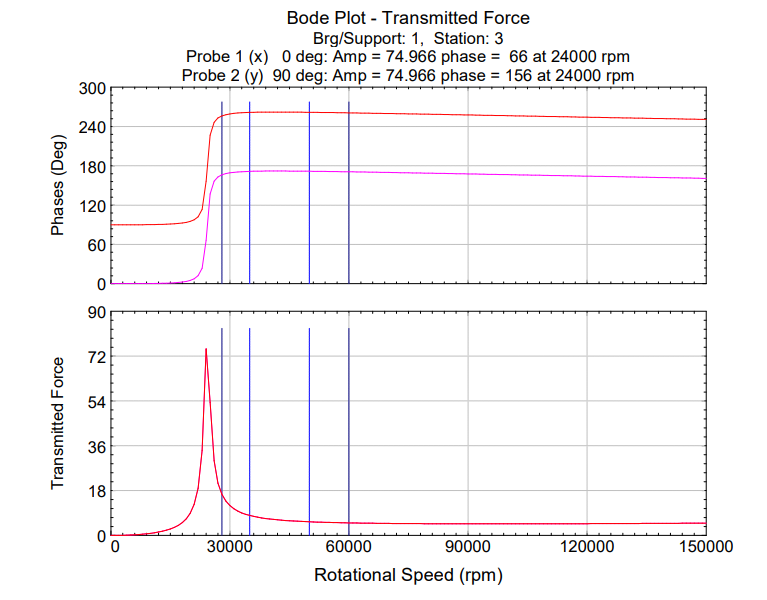 Bode Plot - Transmitted Force
Brg/Support: 1, Station: 3
Probe 1 (x) 0 deg: Amp = 74.966 phase = 66 at 24000 rpm
Probe 2 (y) 90 deg: Amp = 74.966 phase = 156 at 24000 rpm
Phases (Deg)
300
240
180
120
60
0
Transmitted Force
90
72
54
36
18
0
0 30000 60000 90000 120000 150000
Rotational Speed (rpm)